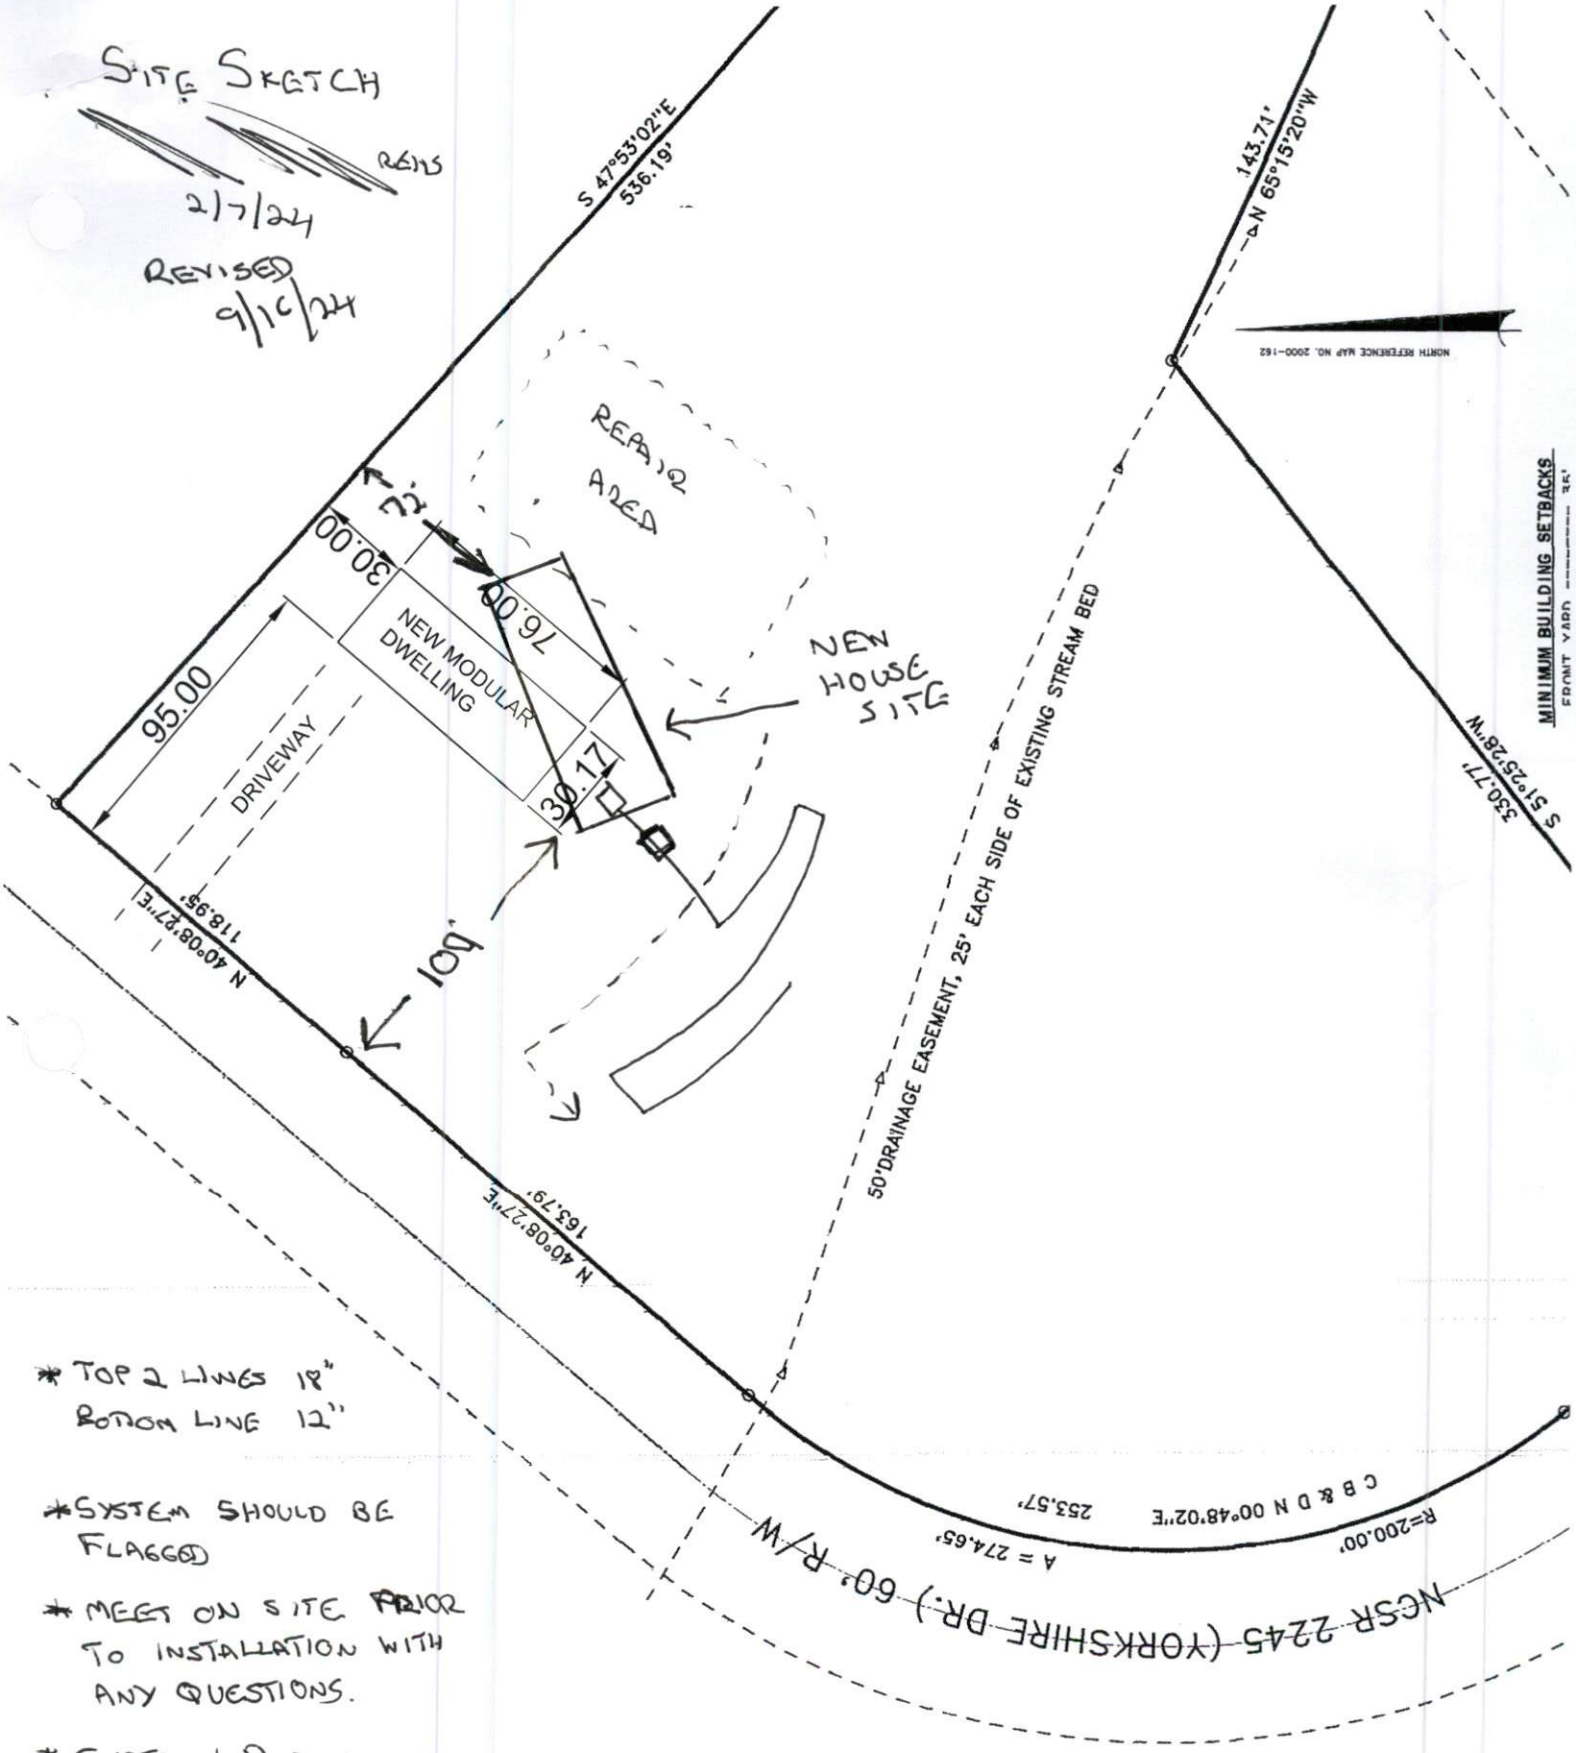 SITE SKETCH
REHS
2/7/24
REVISED
9/16/24
S 47°53'02"E
536.19'
143.71'
N 65°15'20"W
NORTH REFERENCE MAP NO. 2000-162
MINIMUM BUILDING SETBACKS
FRONT YARD ------- 35'
REPAIR
AREA
72'
30.00
76.00
NEW MODULAR
DWELLING
95.00
DRIVEWAY
30.17
NEW
HOUSE
SITE
109'
N 40°08'27"E
118.95'
50'DRAINAGE EASEMENT, 25' EACH SIDE OF EXISTING STREAM BED
S 51°25'28"W
330.77'
N 40°08'27"E
163.79'
* TOP 2 LINES 18"
BOTTOM LINE 12"
* SYSTEM SHOULD BE
FLAGGED
* MEET ON SITE PRIOR
TO INSTALLATION WITH
ANY QUESTIONS.
C B & D N 00°48'02"E 253.57'
R=200.00'
A = 274.65'
NCSR 2245 (YORKSHIRE DR.) 60' R/W